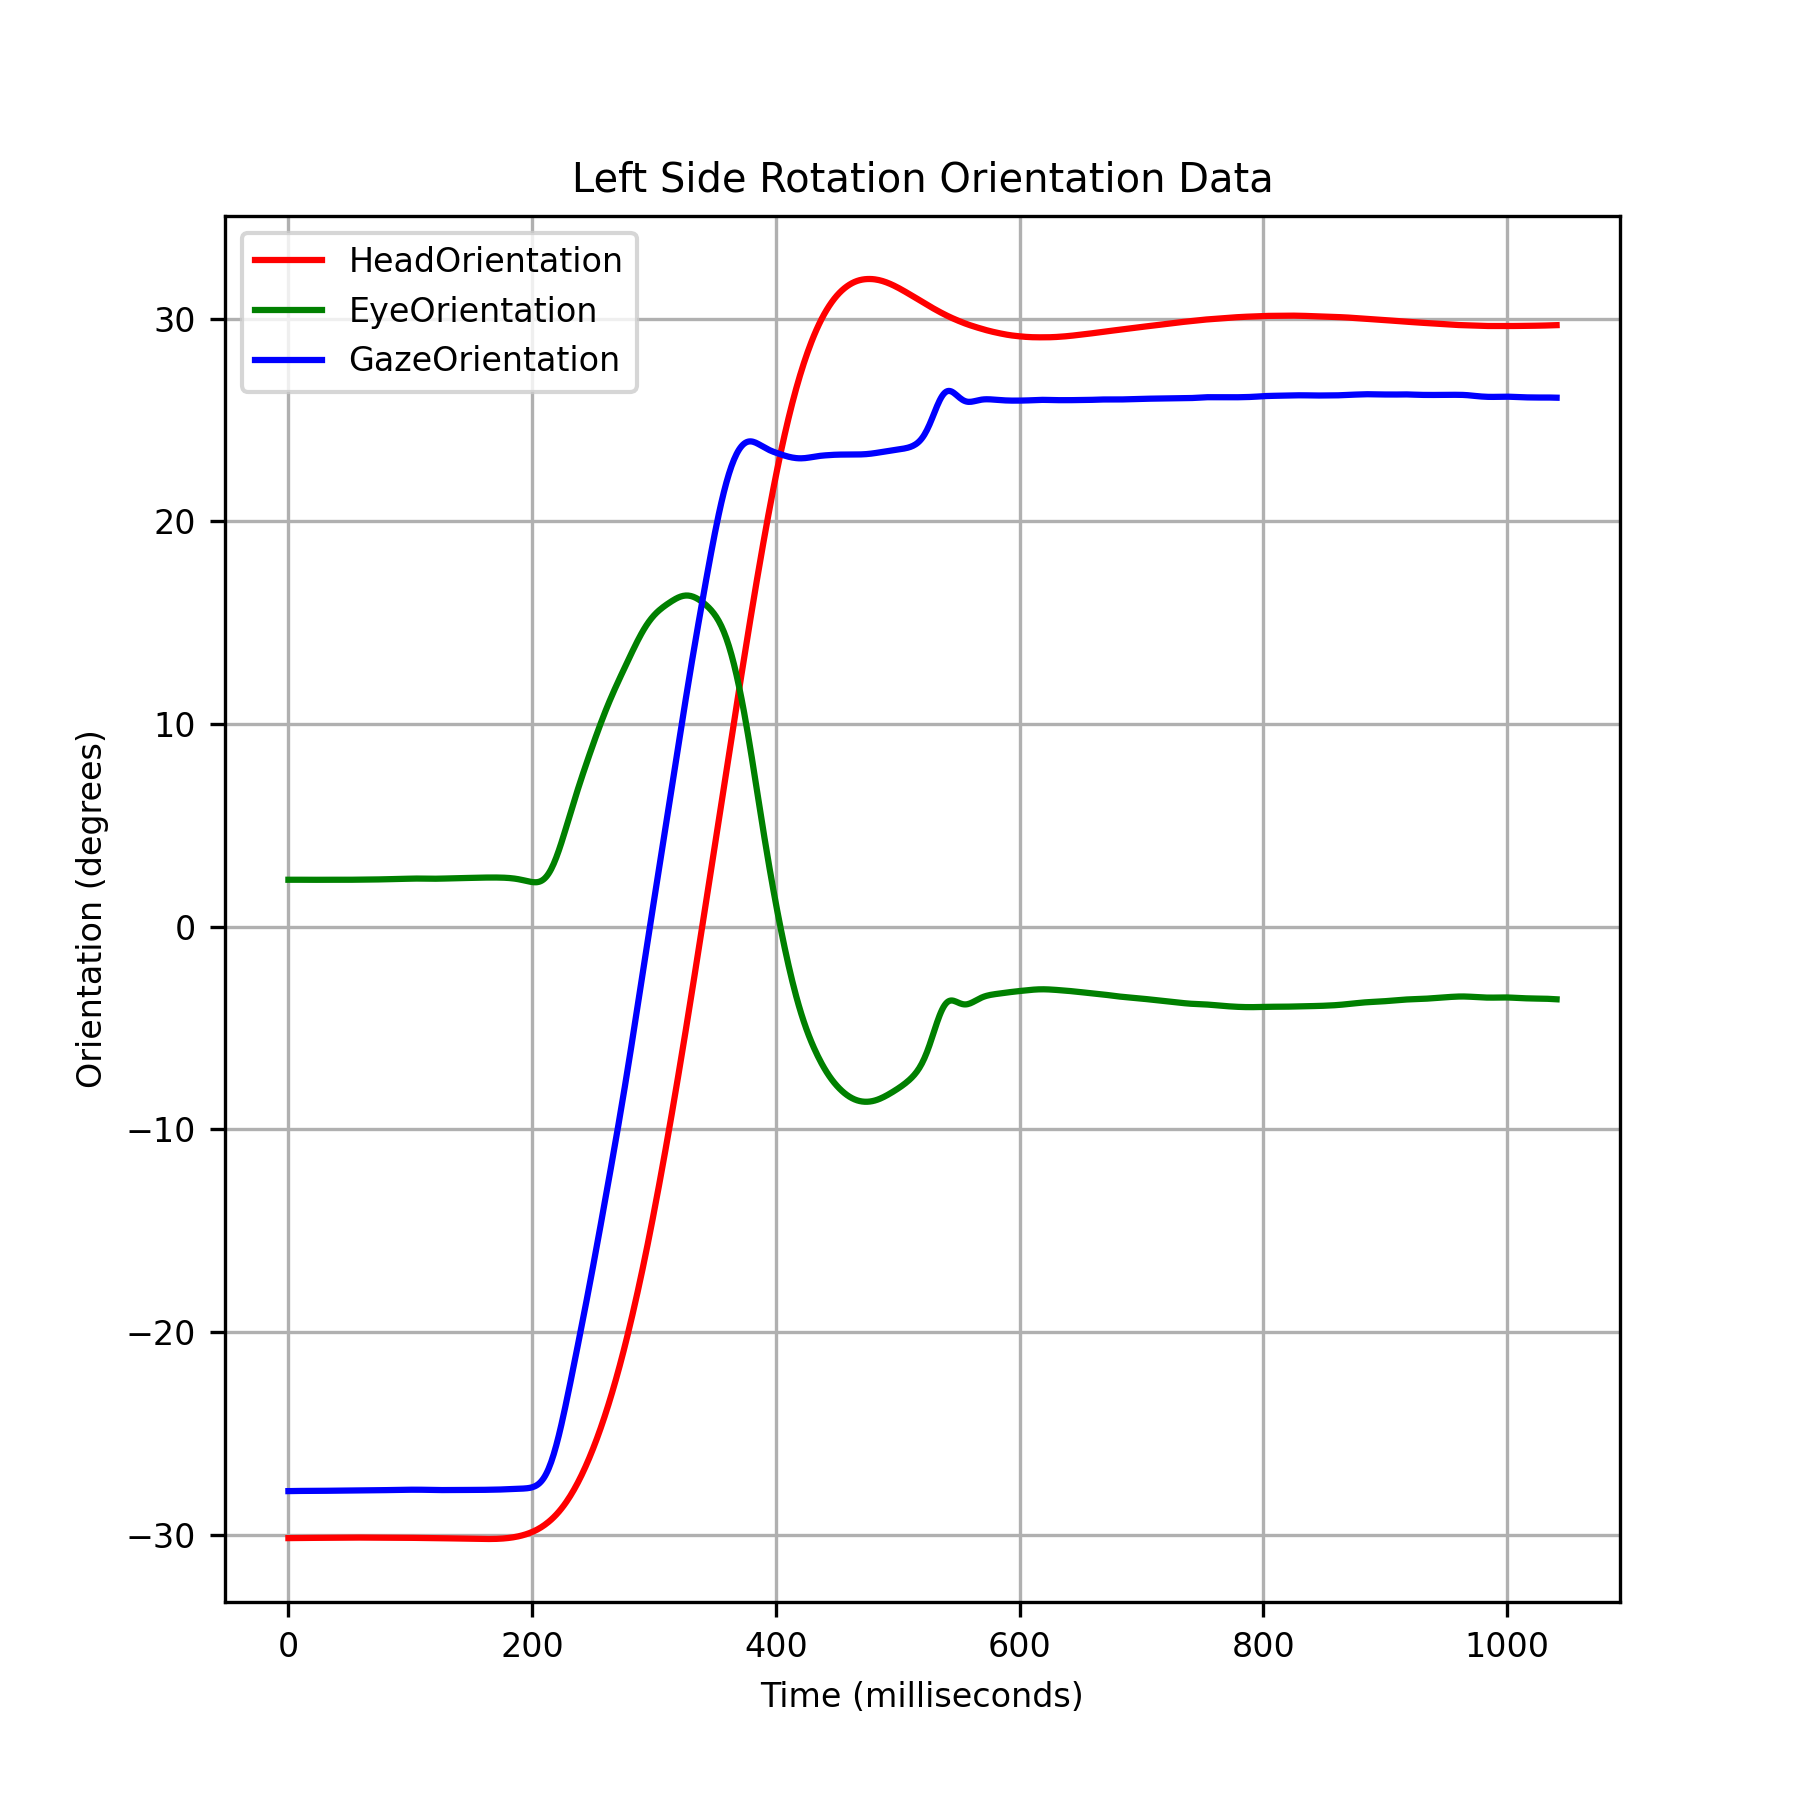 Left Side Rotation Orientation Data
HeadOrientation
EyeOrientation
GazeOrientation
Orientation (degrees)
30
20
10
0
−10
−20
−30
0 200 400 600 800 1000
Time (milliseconds)